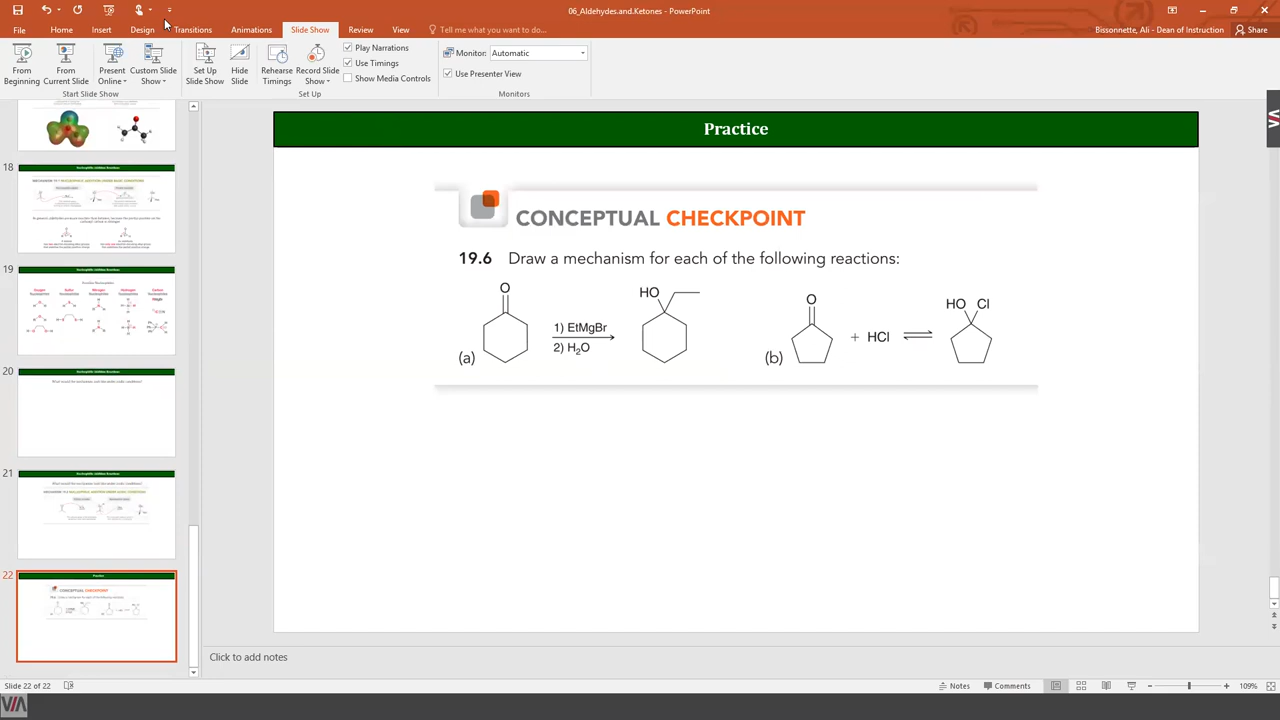 06_Aldehydes.and.Ketones - PowerPoint
File Home Insert Design Transitions Animations Slide Show Review View Tell me what you want to do... Bissonnette, Ali - Dean of Instruction Share
From Beginning
From Current Slide
Present Online
Custom Slide Show
Set Up Slide Show
Hide Slide
Rehearse Timings
Record Slide Show
Play Narrations
Use Timings
Show Media Controls
Monitor: Automatic
Use Presenter View
Start Slide Show
Set Up
Monitors
18
19
20
21
22
Practice
CONCEPTUAL CHECKPOINT
19.6 Draw a mechanism for each of the following reactions:
(a)
O
1) EtMgBr
2) H₂O
HO
(b)
O
+ HCl
HO Cl
Click to add notes
Slide 22 of 22
Notes
Comments
109%
VIA